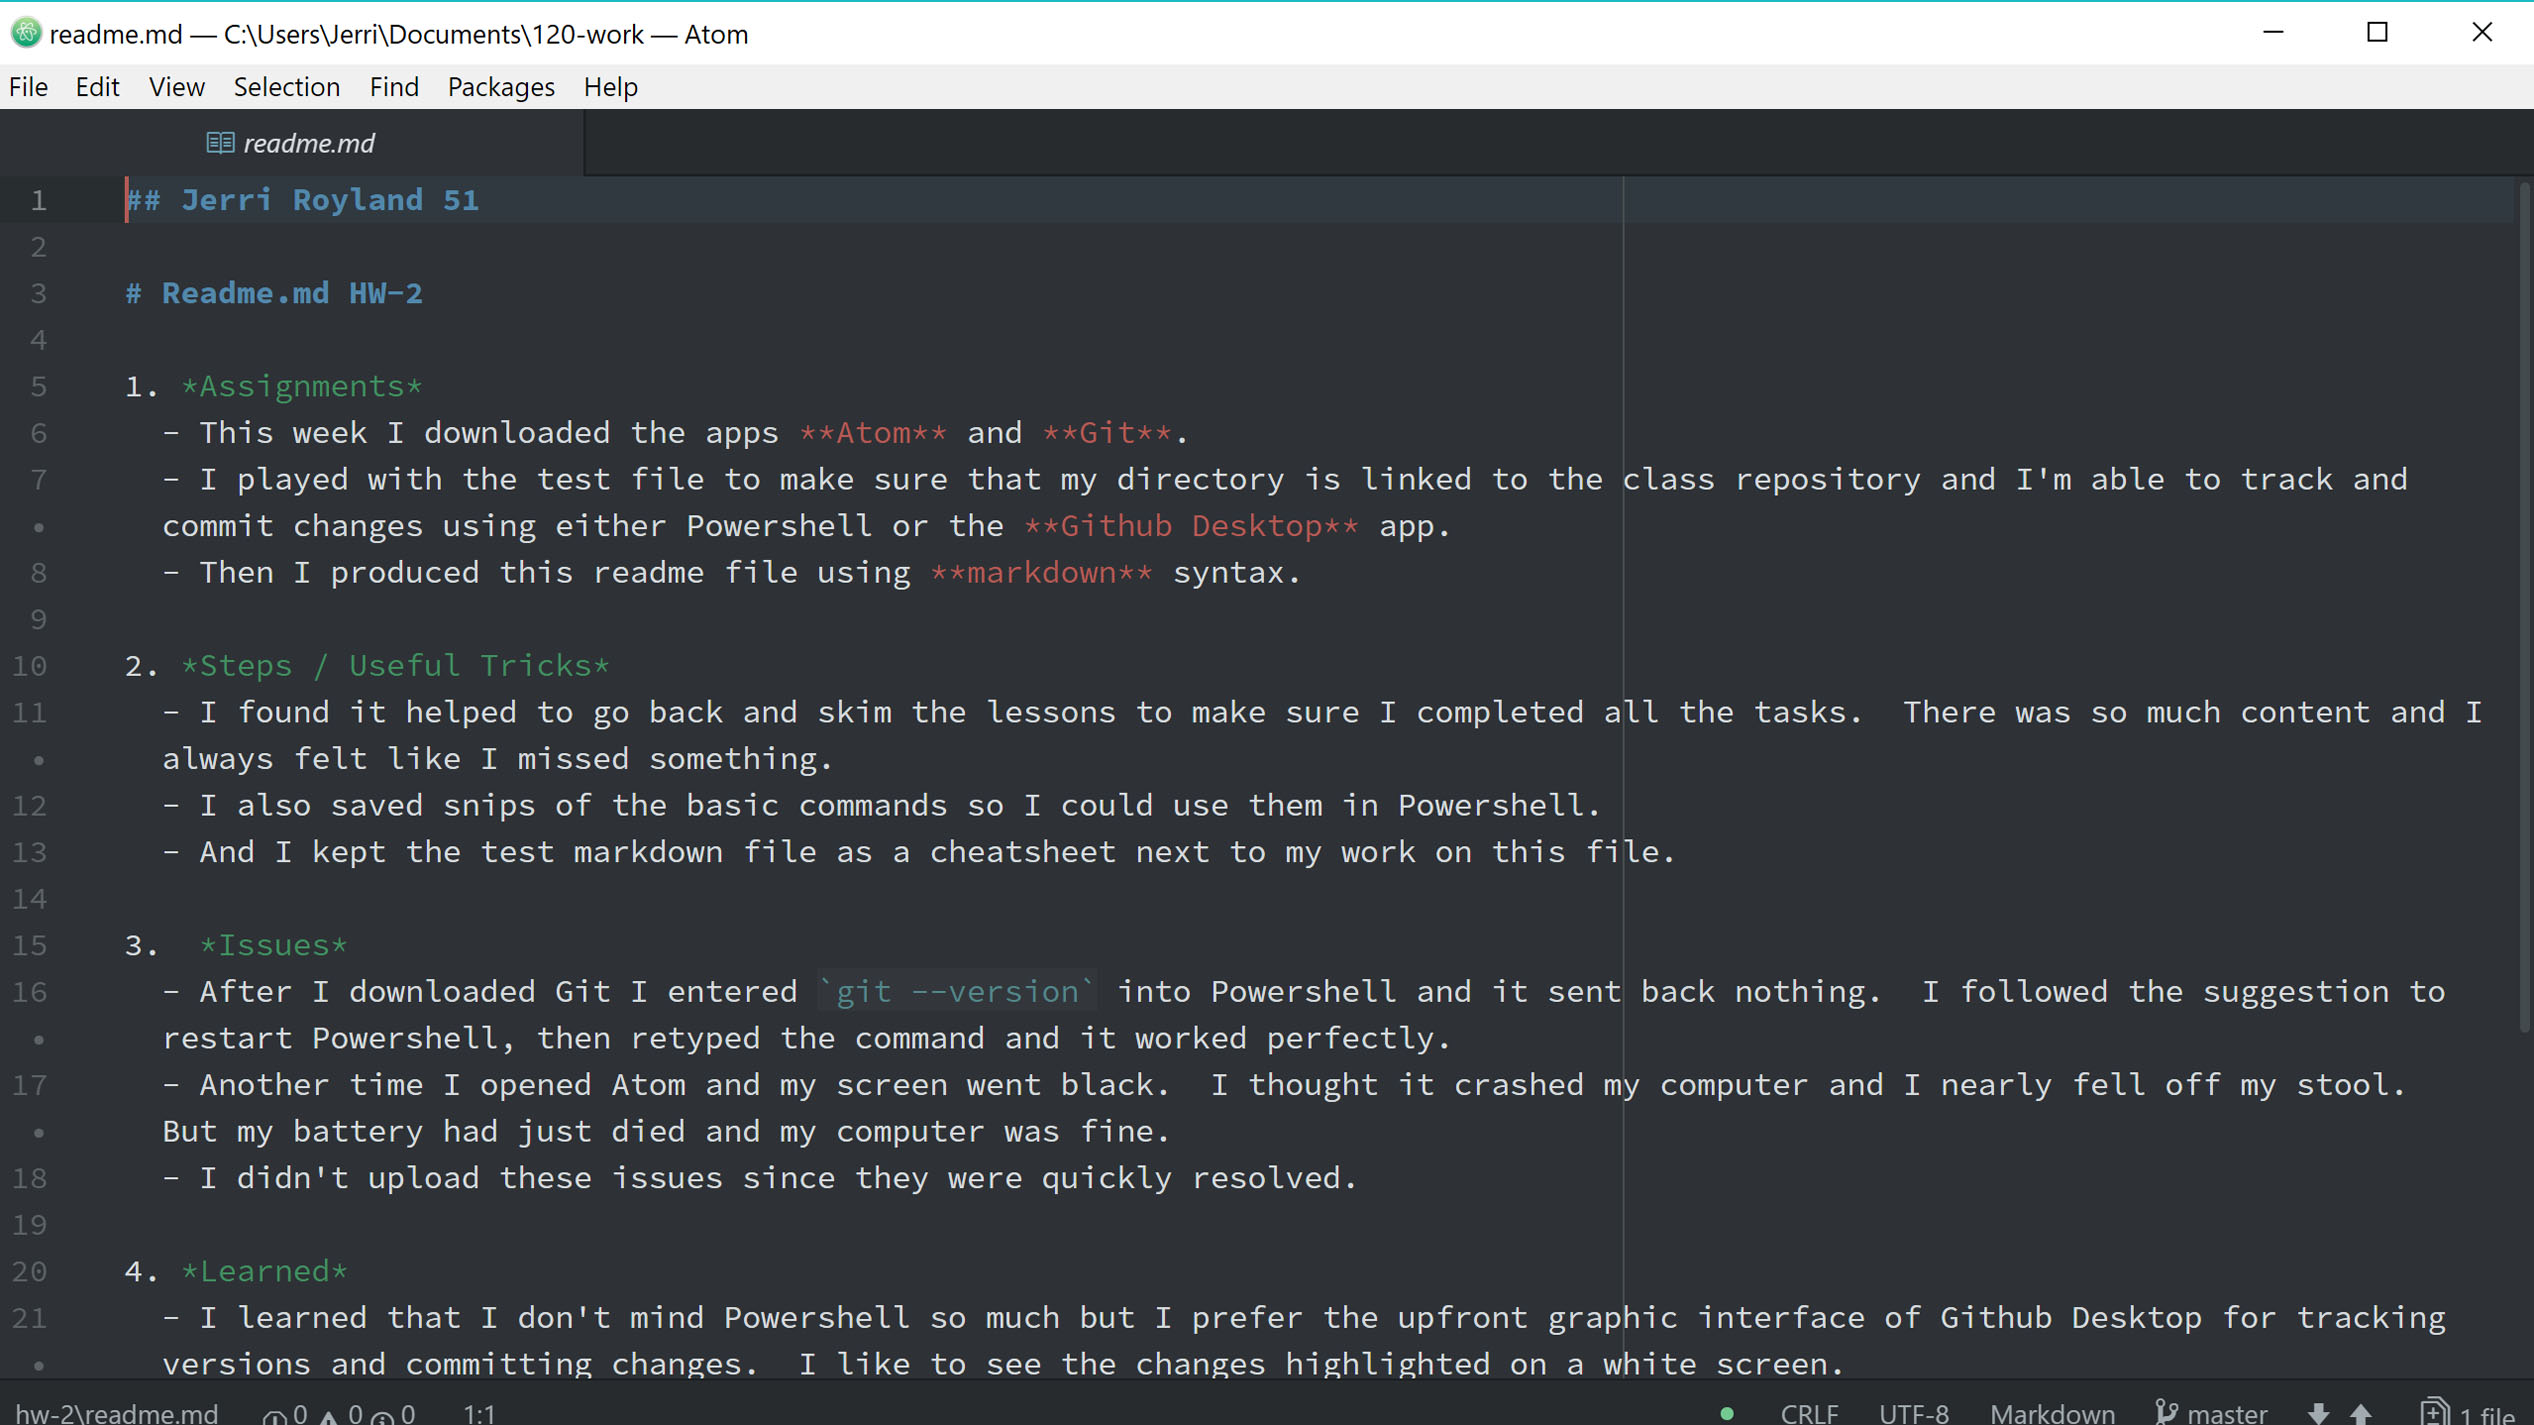 readme.md — C:\Users\Jerri\Documents\120-work — Atom
File Edit View Selection Find Packages Help
readme.md
1 ## Jerri Royland 51
2
3 # Readme.md HW-2
4
5 1. *Assignments*
6 - This week I downloaded the apps **Atom** and **Git**.
7 - I played with the test file to make sure that my directory is linked to the class repository and I'm able to track and
• commit changes using either Powershell or the **Github Desktop** app.
8 - Then I produced this readme file using **markdown** syntax.
9
10 2. *Steps / Useful Tricks*
11 - I found it helped to go back and skim the lessons to make sure I completed all the tasks.  There was so much content and I
• always felt like I missed something.
12 - I also saved snips of the basic commands so I could use them in Powershell.
13 - And I kept the test markdown file as a cheatsheet next to my work on this file.
14
15 3.  *Issues*
16 - After I downloaded Git I entered `git --version` into Powershell and it sent back nothing.  I followed the suggestion to
• restart Powershell, then retyped the command and it worked perfectly.
17 - Another time I opened Atom and my screen went black.  I thought it crashed my computer and I nearly fell off my stool.
• But my battery had just died and my computer was fine.
18 - I didn't upload these issues since they were quickly resolved.
19
20 4. *Learned*
21 - I learned that I don't mind Powershell so much but I prefer the upfront graphic interface of Github Desktop for tracking
• versions and committing changes.  I like to see the changes highlighted on a white screen.
hw-2\readme.md 0 0 0 1:1 CRLF UTF-8 Markdown master 1 file